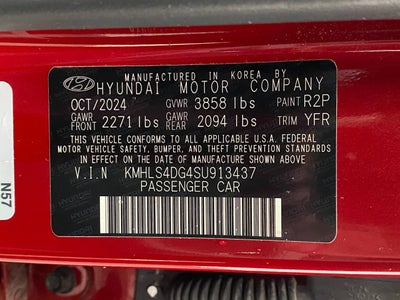 MANUFACTURED IN KOREA BY
HYUNDAI MOTOR COMPANY
OCT/2024 GVWR 3858 lbs PAINT R2P
GAWR FRONT 2271 lbs GAWR REAR 2094 lbs TRIM YFR
THIS VEHICLE CONFORMS TO ALL APPLICABLE U.S.A. FEDERAL
MOTOR VEHICLE SAFETY, BUMPER, AND THEFT PREVENTION STANDARDS
IN EFFECT ON THE DATE OF MANUFACTURE SHOWN ABOVE.
V.I.N KMHLS4DG4SU913437
PASSENGER CAR
N57